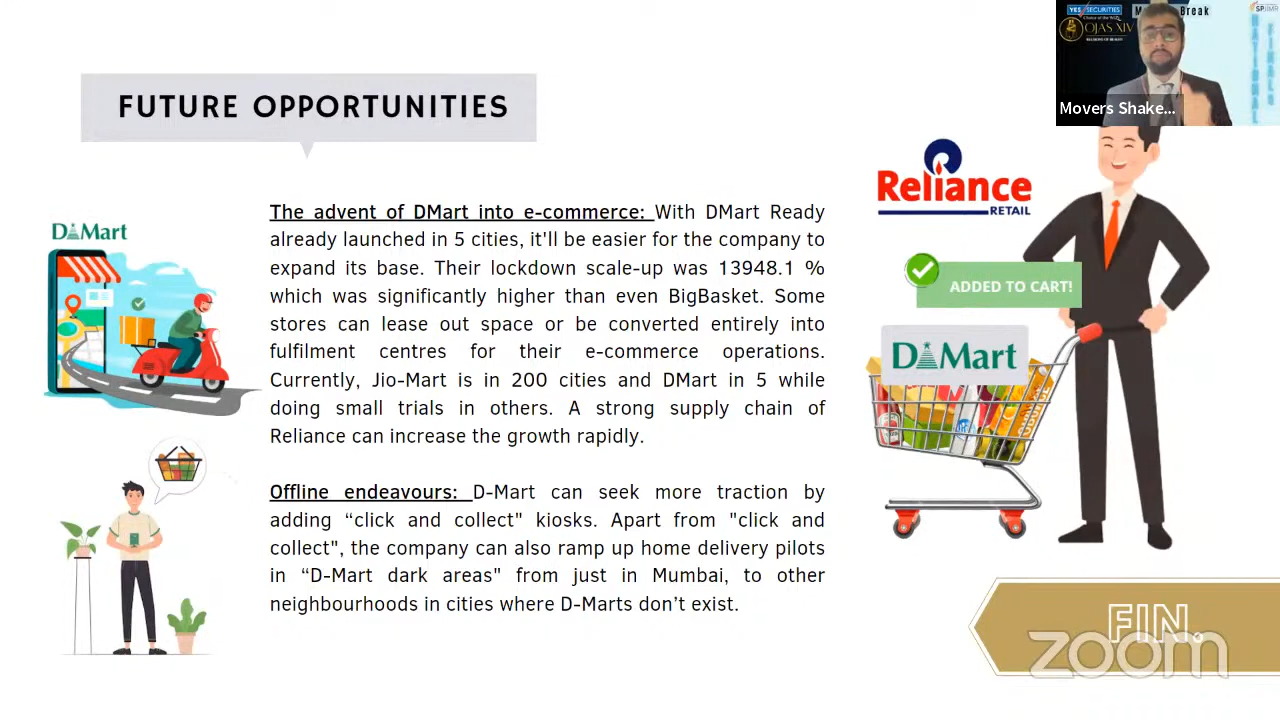 YES SECURITIES
M
Break
SPJIMR
OJAS XIV
NATIONAL
FINALS
Movers Shake...
FUTURE OPPORTUNITIES
Reliance
RETAIL
ADDED TO CART!
D Mart
D Mart
The advent of DMart into e-commerce: With DMart Ready
already launched in 5 cities, it'll be easier for the company to
expand its base. Their lockdown scale-up was 13948.1 %
which was significantly higher than even BigBasket. Some
stores can lease out space or be converted entirely into
fulfilment centres for their e-commerce operations.
Currently, Jio-Mart is in 200 cities and DMart in 5 while
doing small trials in others. A strong supply chain of
Reliance can increase the growth rapidly.
Offline endeavours: D-Mart can seek more traction by
adding “click and collect" kiosks. Apart from "click and
collect", the company can also ramp up home delivery pilots
in “D-Mart dark areas" from just in Mumbai, to other
neighbourhoods in cities where D-Marts don’t exist.
FIN.
zoom